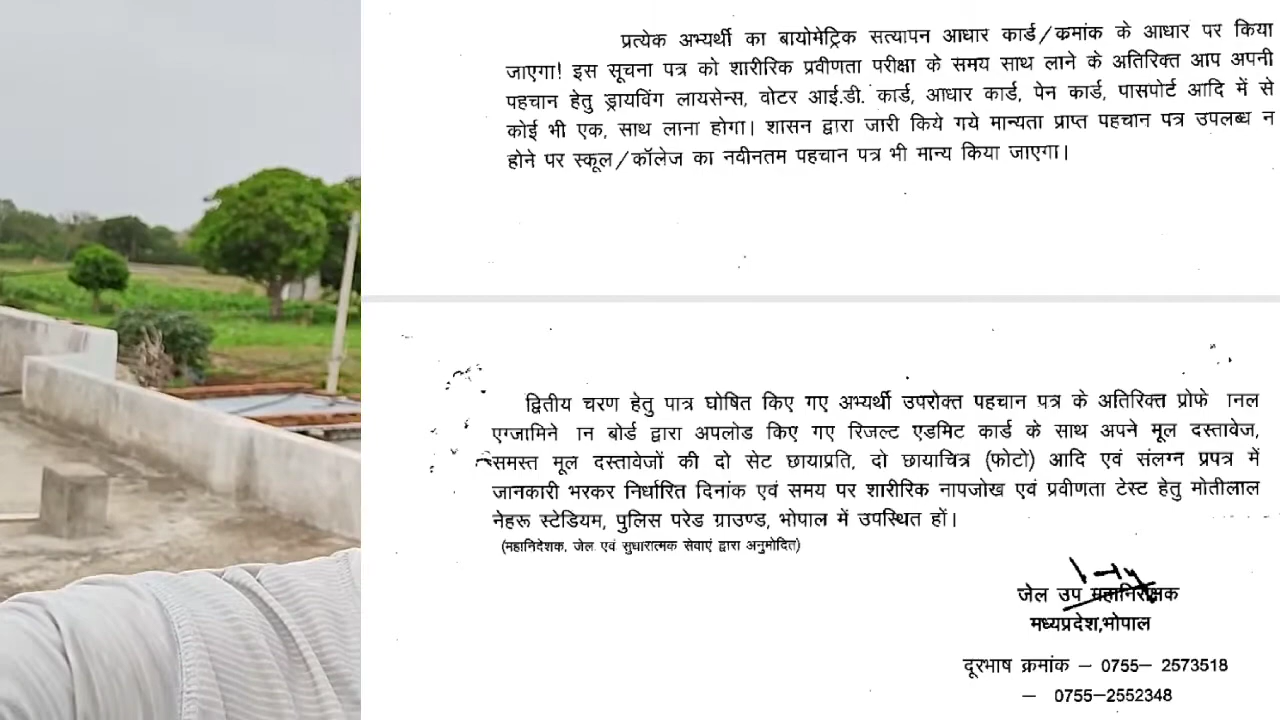 प्रत्येक अभ्यर्थी का बायोमेट्रिक सत्यापन आधार कार्ड/कमांक के आधार पर किया
जाएगा! इस सूचना पत्र को शारीरिक प्रवीणता परीक्षा के समय साथ लाने के अतिरिक्त आप अपनी
पहचान हेतु ड्रायविंग लायसेन्स, वोटर आई.डी. कार्ड, आधार कार्ड, पेन कार्ड, पासपोर्ट आदि में से
कोई भी एक, साथ लाना होगा। शासन द्वारा जारी किये गये मान्यता प्राप्त पहचान पत्र उपलब्ध न
होने पर स्कूल/कॉलेज का नवीनतम पहचान पत्र भी मान्य किया जाएगा।
द्वितीय चरण हेतु पात्र घोषित किए गए अभ्यर्थी उपरोक्त पहचान पत्र के अतिरिक्त प्रोफे ानल
एग्जामिने ान बोर्ड द्वारा अपलोड किए गए रिजल्ट एडमिट कार्ड के साथ अपने मूल दस्तावेज,
समस्त मूल दस्तावेजों की दो सेट छायाप्रति, दो छायाचित्र (फोटो) आदि एवं संलग्न प्रपत्र में
जानकारी भरकर निर्धारित दिनांक एवं समय पर शारीरिक नापजोख एवं प्रवीणता टेस्ट हेतु मोतीलाल
नेहरू स्टेडियम, पुलिस परेड ग्राउण्ड, भोपाल में उपस्थित हों।
(महानिदेशक, जेल एवं सुधारात्मक सेवाएं द्वारा अनुमोदित)
जेल उप महानिरीक्षक
मध्यप्रदेश,भोपाल
दूरभाष क्रमांक – 0755– 2573518
– 0755–2552348